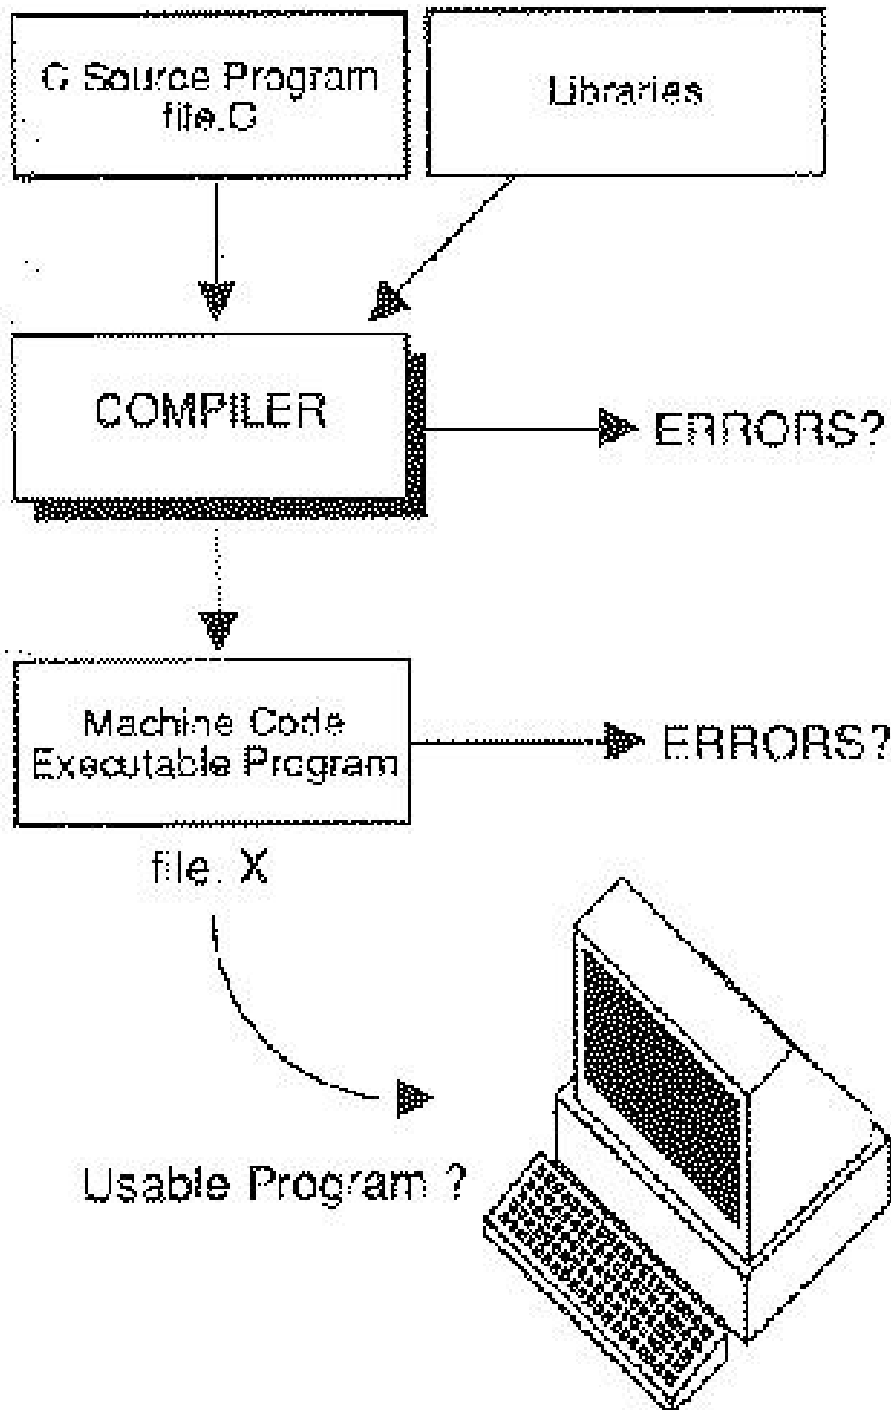 C Source Program
file.C
Libraries
COMPILER
ERRORS?
Machine Code
Executable Program
ERRORS?
file. X
Usable Program ?